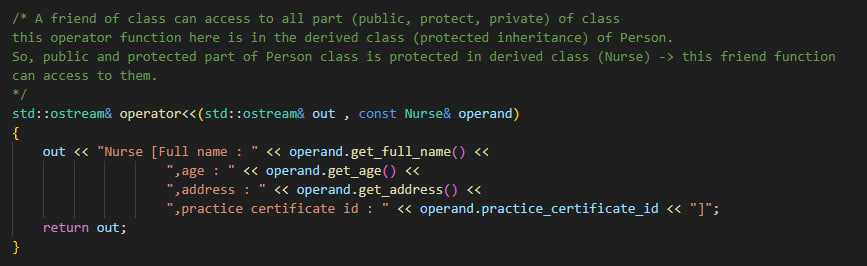 /* A friend of class can access to all part (public, protect, private) of class
this operator function here is in the derived class (protected inheritance) of Person.
So, public and protected part of Person class is protected in derived class (Nurse) -> this friend function
can access to them.
*/
std::ostream& operator<<(std::ostream& out , const Nurse& operand)
{
    out << "Nurse [Full name : " << operand.get_full_name() <<
                ",age : " << operand.get_age() <<
                ",address : " << operand.get_address() <<
                ",practice certificate id : " << operand.practice_certificate_id << "]";
    return out;
}